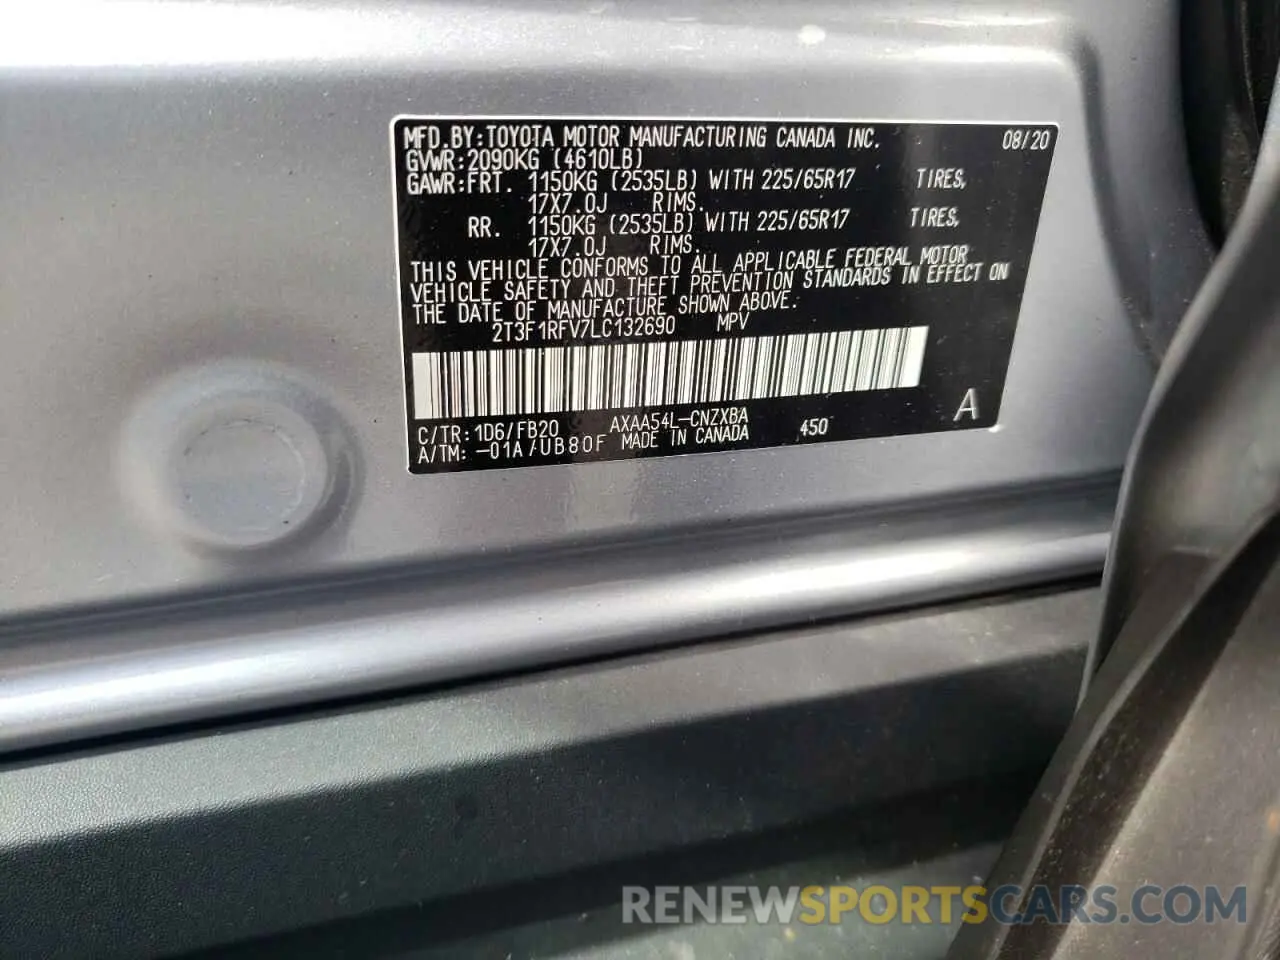 MFD.BY:TOYOTA MOTOR MANUFACTURING CANADA INC. 08/20
GVWR:2090KG (4610LB)
GAWR:FRT. 1150KG (2535LB) WITH 225/65R17 TIRES,
17X7.0J RIMS.
RR. 1150KG (2535LB) WITH 225/65R17 TIRES,
17X7.0J RIMS.
THIS VEHICLE CONFORMS TO ALL APPLICABLE FEDERAL MOTOR
VEHICLE SAFETY AND THEFT PREVENTION STANDARDS IN EFFECT ON
THE DATE OF MANUFACTURE SHOWN ABOVE.
2T3F1RFV7LC132690 MPV
C/TR:1D6/FB20 AXAA54L-CNZXBA 450 A
A/TM: -01A/UB80F MADE IN CANADA
RENEWSPORTSCARS.COM